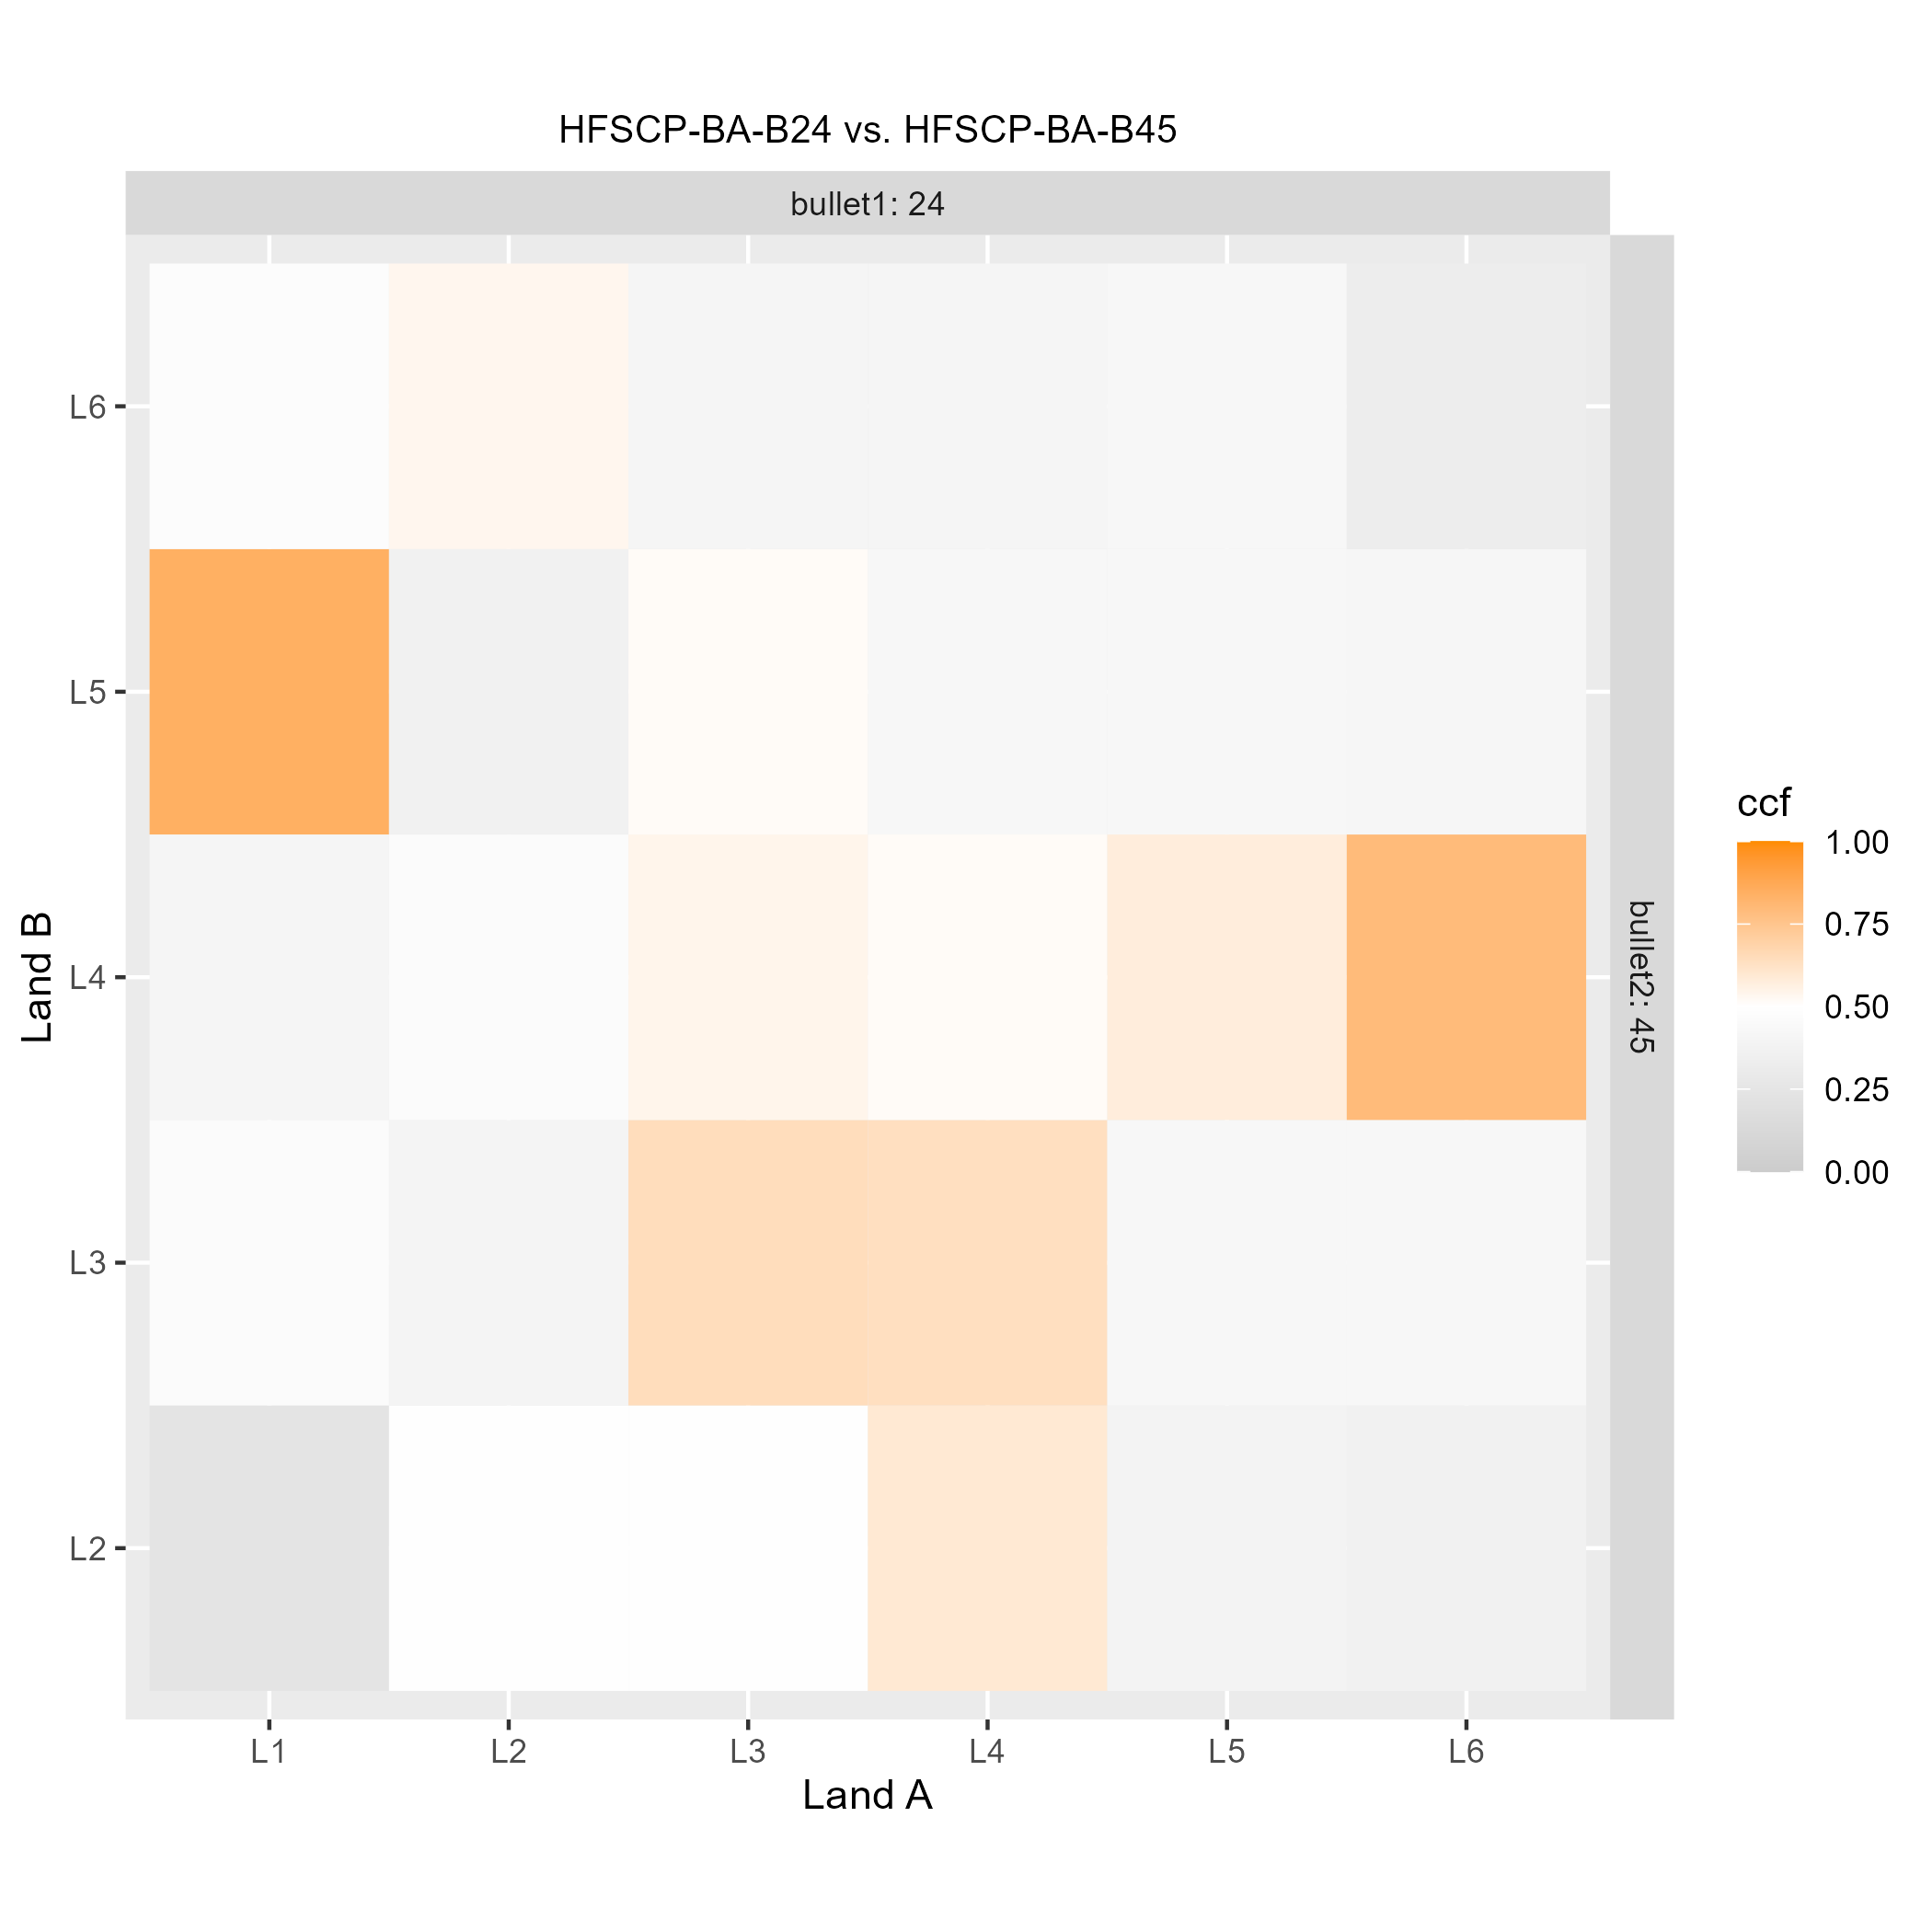 HFSCP-BA-B24 vs. HFSCP-BA-B45
bullet1: 24
L6
L5
L4
L3
L2
Land B
L1 L2 L3 L4 L5 L6
Land A
bullet2: 45
ccf
1.00
0.75
0.50
0.25
0.00